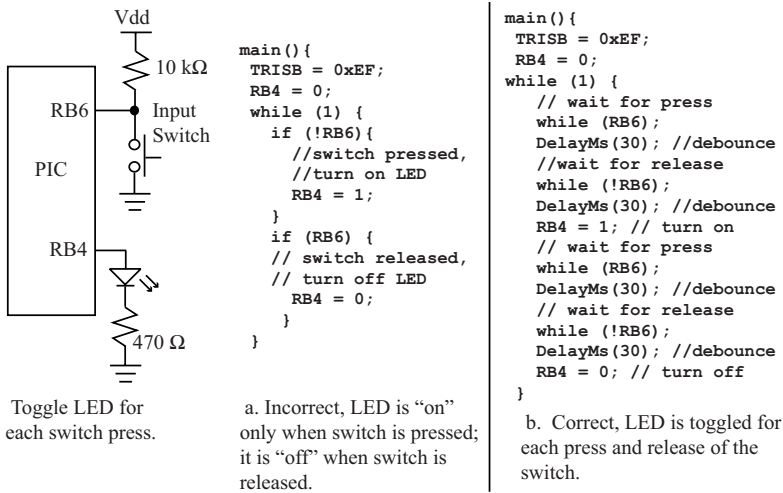 Vdd
10 kΩ
RB6
Input
Switch
PIC
RB4
470 Ω
Toggle LED for
each switch press.
main(){
TRISB = 0xEF;
RB4 = 0;
while (1) {
if (!RB6){
//switch pressed,
//turn on LED
RB4 = 1;
}
if (RB6) {
// switch released,
// turn off LED
RB4 = 0;
}
}
a. Incorrect, LED is “on”
only when switch is pressed;
it is “off” when switch is
released.
main(){
TRISB = 0xEF;
RB4 = 0;
while (1) {
// wait for press
while (RB6);
DelayMs(30); //debounce
//wait for release
while (!RB6);
DelayMs(30); //debounce
RB4 = 1; // turn on
// wait for press
while (RB6);
DelayMs(30); //debounce
// wait for release
while (!RB6);
DelayMs(30); //debounce
RB4 = 0; // turn off
}
b. Correct, LED is toggled for
each press and release of the
switch.